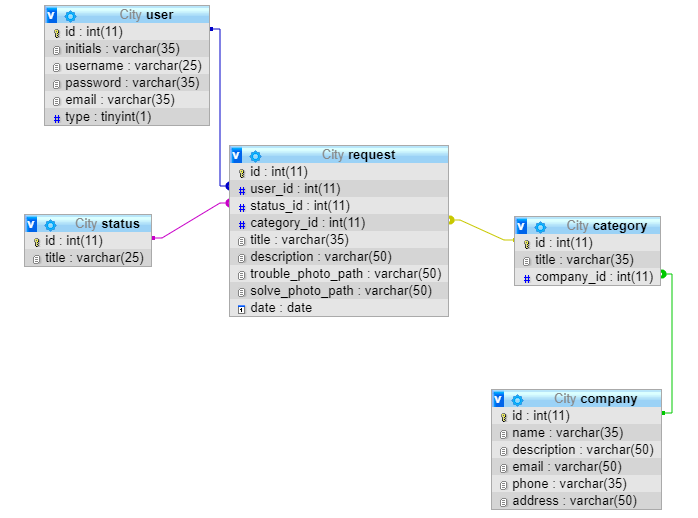 City user
id : int(11)
initials : varchar(35)
username : varchar(25)
password : varchar(35)
email : varchar(35)
type : tinyint(1)
City request
id : int(11)
user_id : int(11)
status_id : int(11)
category_id : int(11)
title : varchar(35)
description : varchar(50)
trouble_photo_path : varchar(50)
solve_photo_path : varchar(50)
date : date
City status
id : int(11)
title : varchar(25)
City category
id : int(11)
title : varchar(35)
company_id : int(11)
City company
id : int(11)
name : varchar(35)
description : varchar(50)
email : varchar(50)
phone : varchar(35)
address : varchar(50)